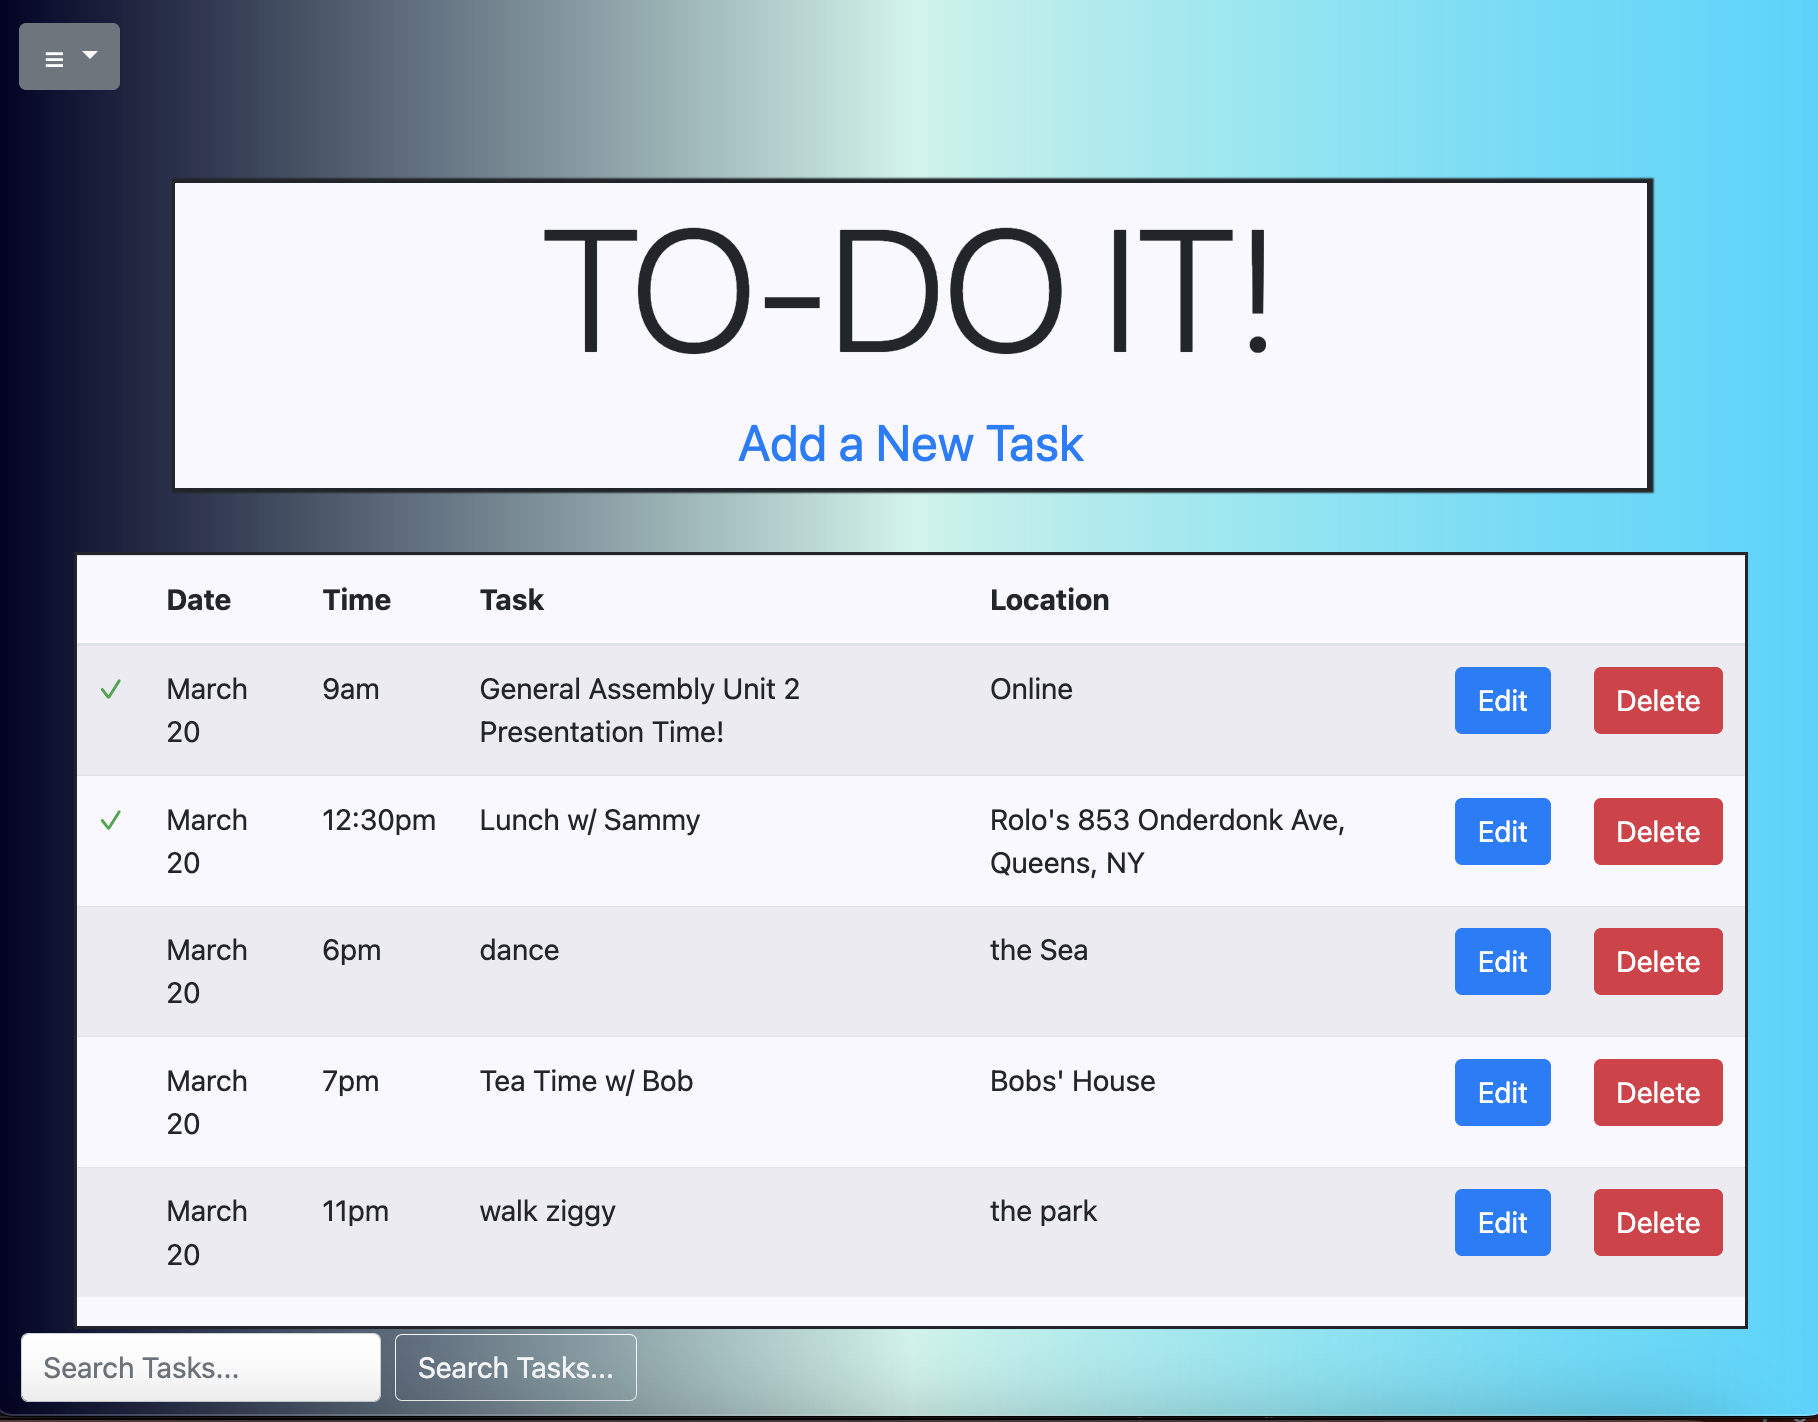 TO-DO IT!
Add a New Task
Date Time Task Location
✓ March 9am General Assembly Unit 2 Online Edit Delete
20 Presentation Time!
✓ March 12:30pm Lunch w/ Sammy Rolo's 853 Onderdonk Ave, Edit Delete
20 Queens, NY
March 6pm dance the Sea Edit Delete
20
March 7pm Tea Time w/ Bob Bobs' House Edit Delete
20
March 11pm walk ziggy the park Edit Delete
20
Search Tasks... Search Tasks...